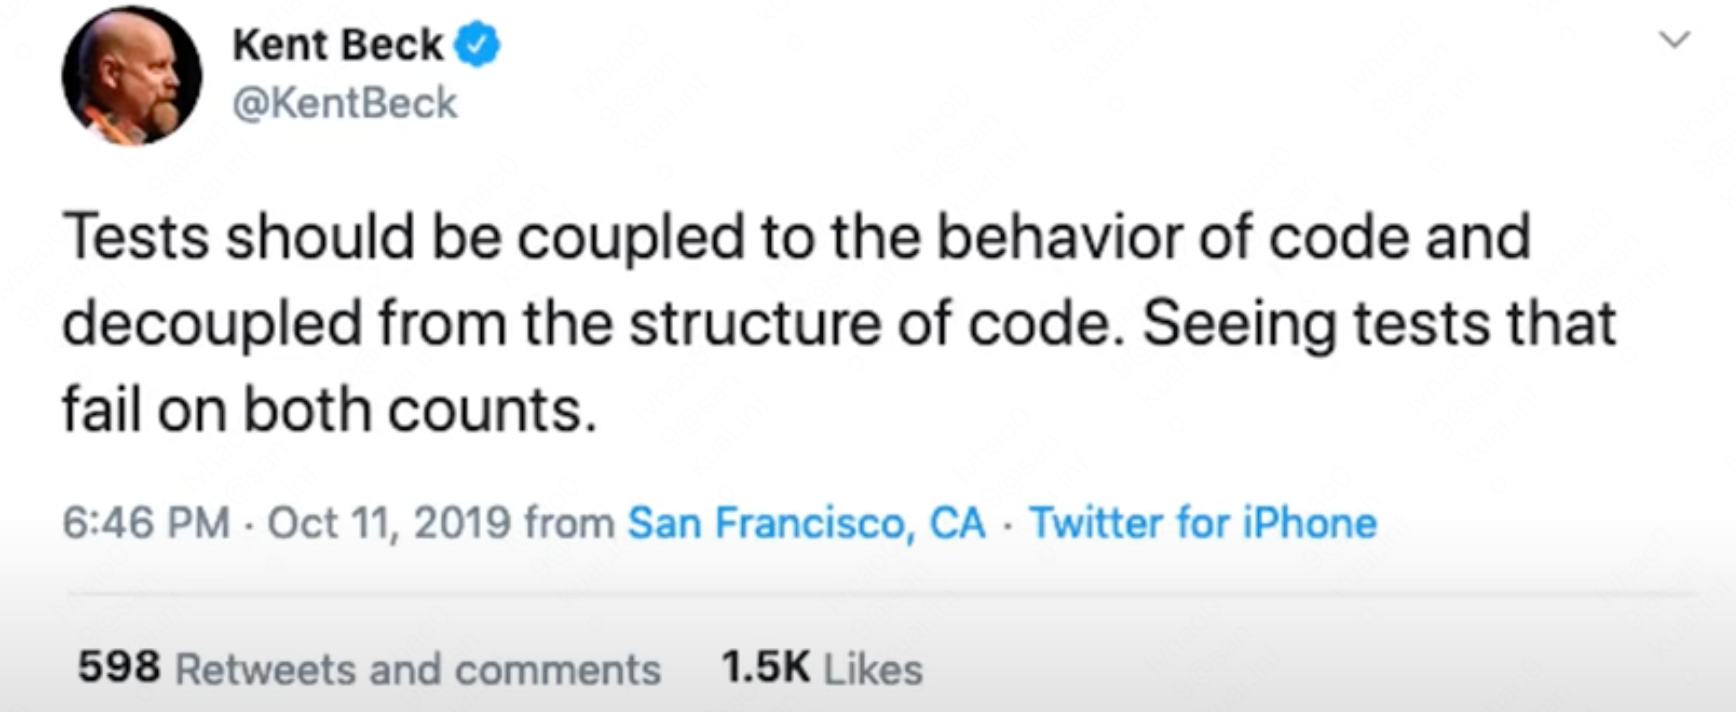 Kent Beck
@KentBeck
Tests should be coupled to the behavior of code and
decoupled from the structure of code. Seeing tests that
fail on both counts.
6:46 PM · Oct 11, 2019 from San Francisco, CA · Twitter for iPhone
598 Retweets and comments 1.5K Likes